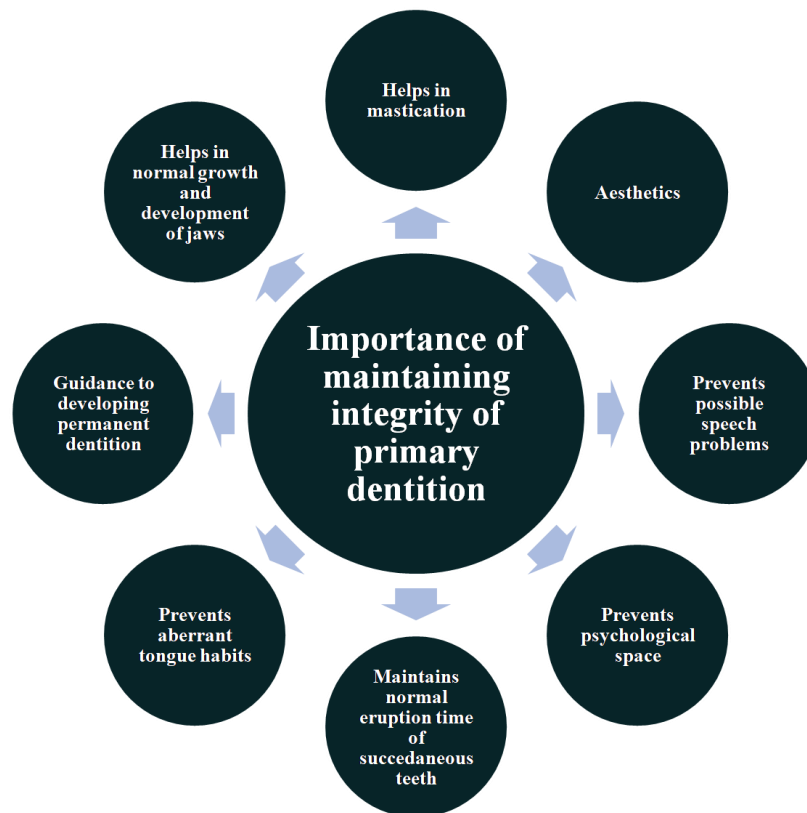 Helps in
mastication
Aesthetics
Prevents
possible
speech
problems
Prevents
psychological
space
Maintains
normal
eruption time
of
succedaneous
teeth
Prevents
aberrant
tongue habits
Guidance to
developing
permanent
dentition
Helps in
normal growth
and
development
of jaws
Importance of
maintaining
integrity of
primary
dentition